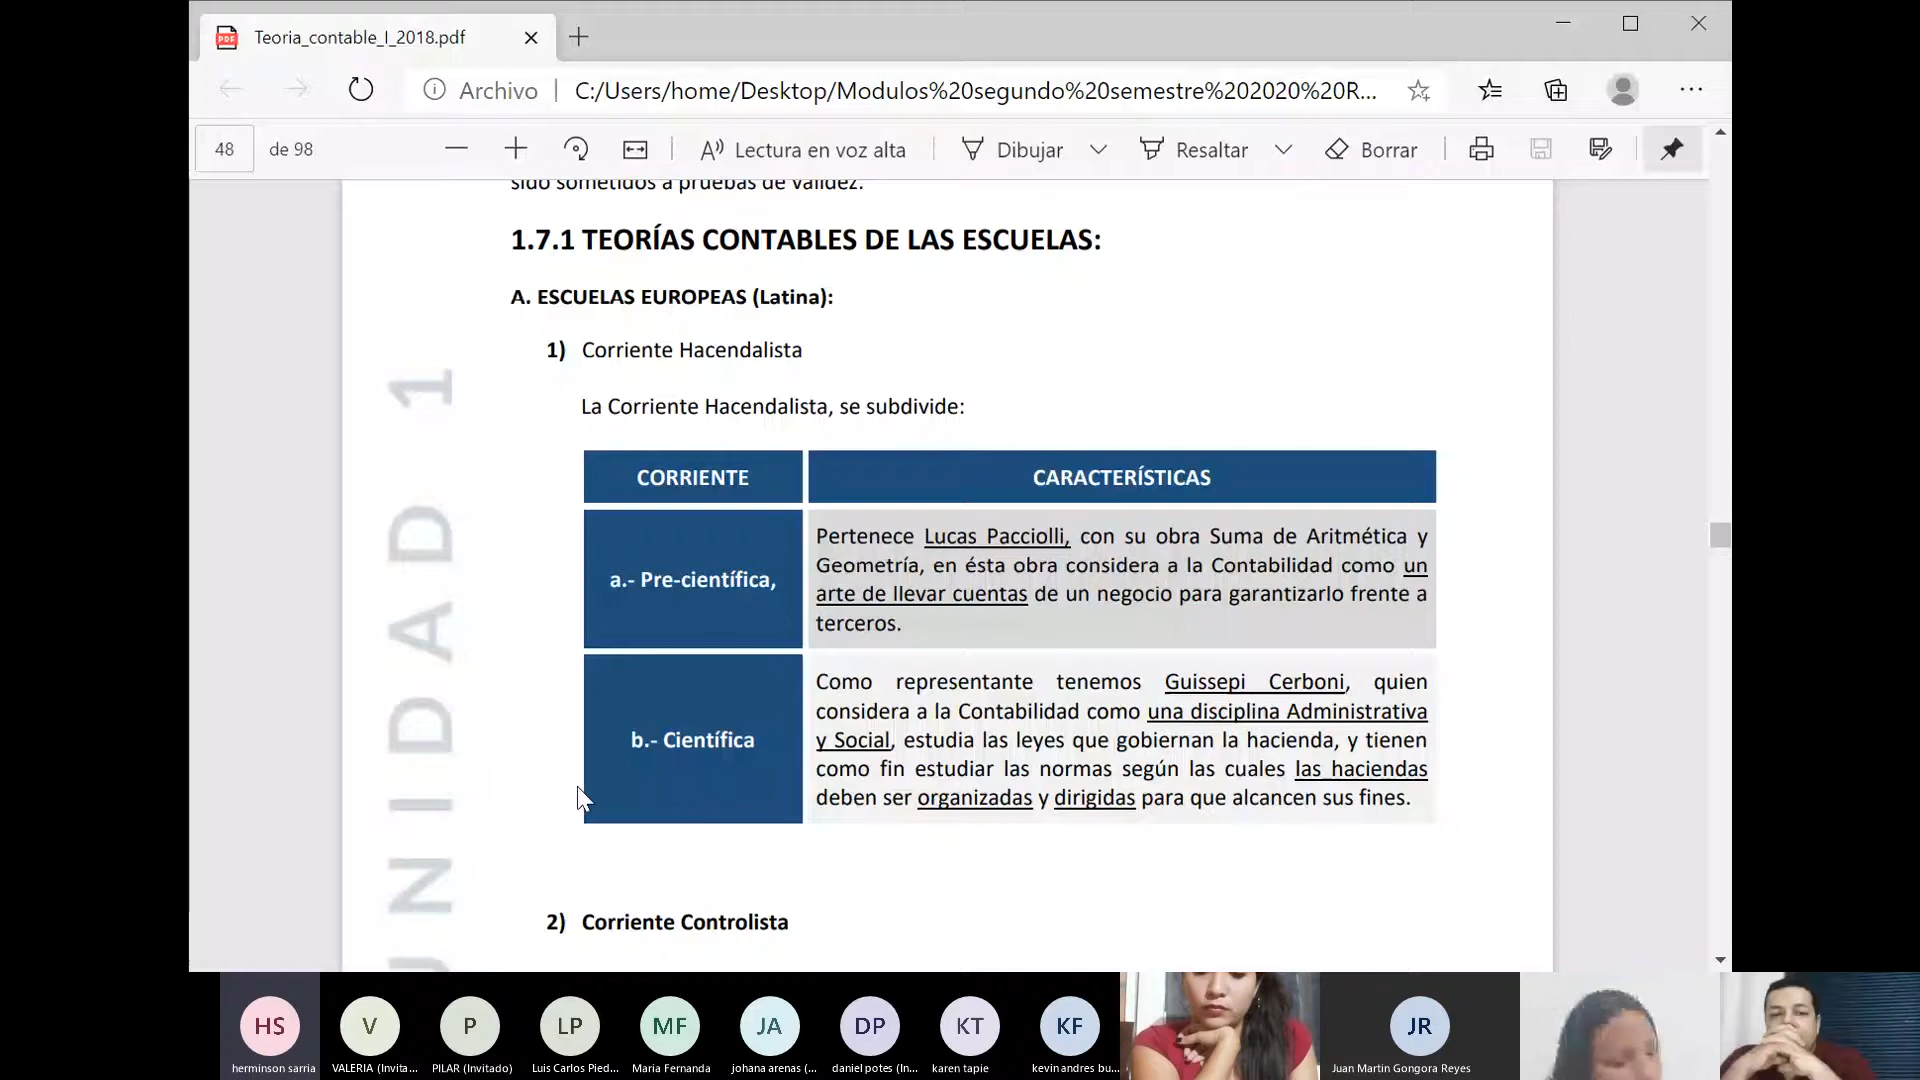 Teoria_contable_I_2018.pdf
Archivo
C:/Users/home/Desktop/Modulos%20segundo%20semestre%202020%20R...
48
de 98
Lectura en voz alta
Dibujar
Resaltar
Borrar
sido sometidos a pruebas de validez.
1.7.1 TEORÍAS CONTABLES DE LAS ESCUELAS:
A. ESCUELAS EUROPEAS (Latina):
1) Corriente Hacendalista
La Corriente Hacendalista, se subdivide:
CORRIENTE
CARACTERÍSTICAS
a.- Pre-científica,
Pertenece Lucas Pacciolli, con su obra Suma de Aritmética y
Geometría, en ésta obra considera a la Contabilidad como un
arte de llevar cuentas de un negocio para garantizarlo frente a
terceros.
b.- Científica
Como representante tenemos Guissepi Cerboni, quien
considera a la Contabilidad como una disciplina Administrativa
y Social, estudia las leyes que gobiernan la hacienda, y tienen
como fin estudiar las normas según las cuales las haciendas
deben ser organizadas y dirigidas para que alcancen sus fines.
2) Corriente Controlista
UNIDAD 1
HS
V
P
LP
MF
JA
DP
KT
KF
JR
herminson sarria
VALERIA (Invita...
PILAR (Invitado)
Luis Carlos Pied...
Maria Fernanda
johana arenas (...
daniel potes (In...
karen tapie
kevin andres bu...
Juan Martin Gongora Reyes